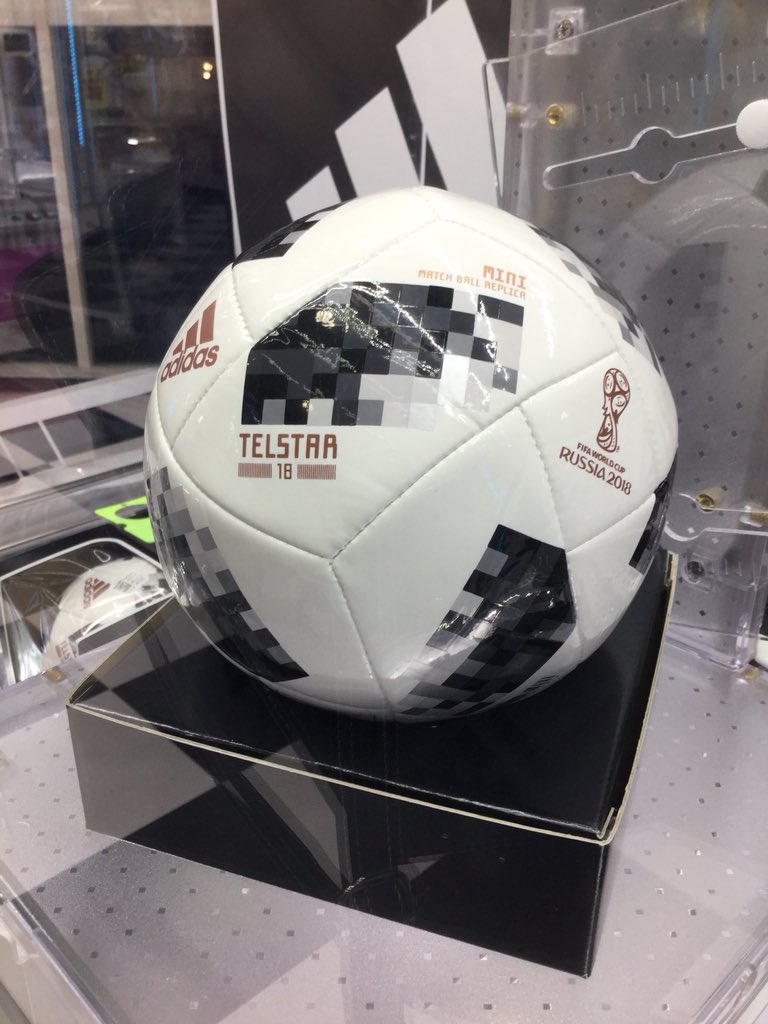 MINI
MATCH BALL REPLICA
adidas
TELSTAR
18
FIFA WORLD CUP
RUSSIA 2018